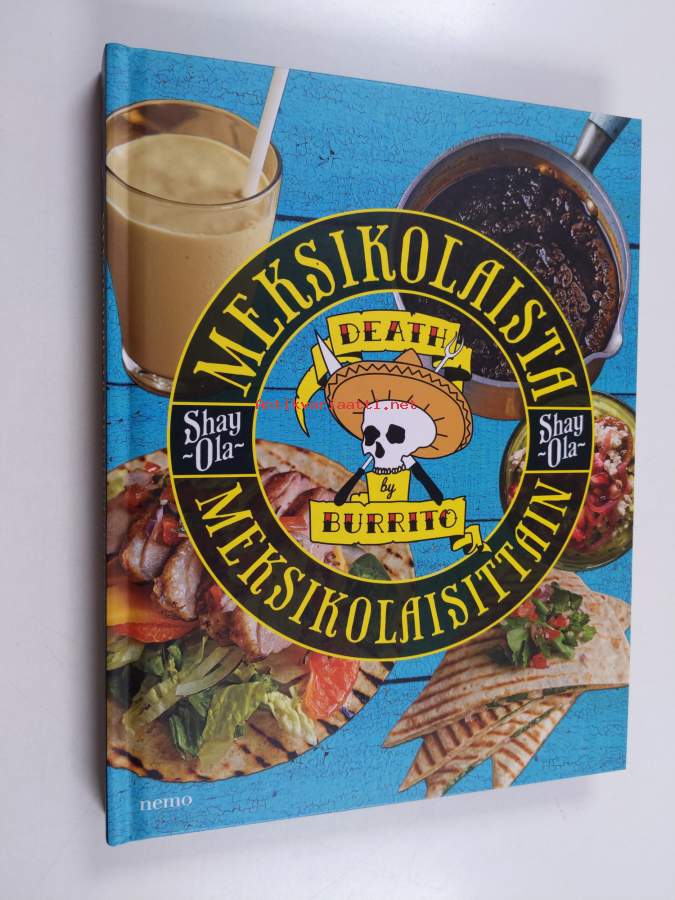 MEKSIKOLAISTA
DEATH
antikvariaatti.net
Shay
~Ola~
Shay
~Ola~
by
BURRITO
MEKSIKOLAISITTAIN
nemo